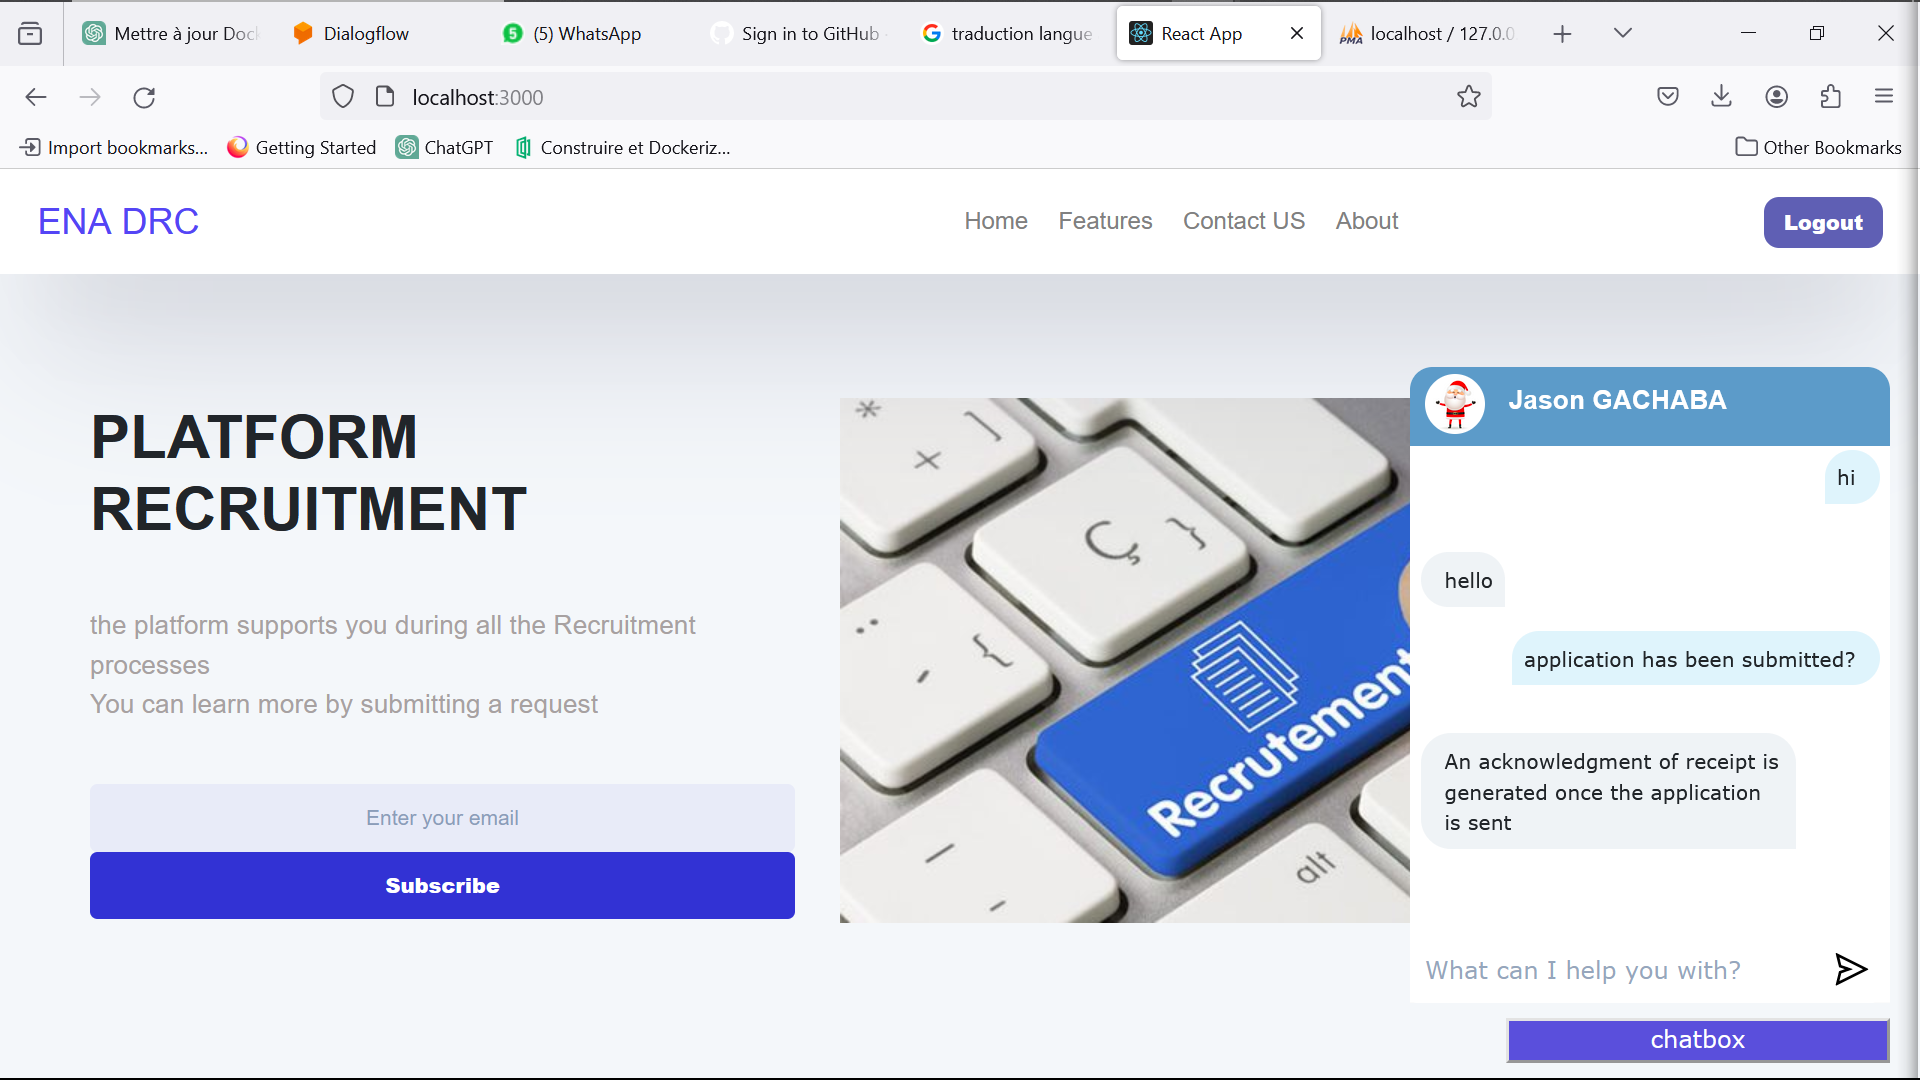 Mettre à jour Doc
Dialogflow
(5) WhatsApp
Sign in to GitHub
traduction langue
React App
localhost / 127.0.0
localhost:3000
Import bookmarks...
Getting Started
ChatGPT
Construire et Dockeriz...
Other Bookmarks
ENA DRC
Home
Features
Contact US
About
Logout
PLATFORM
RECRUITMENT
the platform supports you during all the Recruitment
processes
You can learn more by submitting a request
Enter your email
Subscribe
Recrutement
alt
Jason GACHABA
hi
hello
application has been submitted?
An acknowledgment of receipt is
generated once the application
is sent
What can I help you with?
chatbox